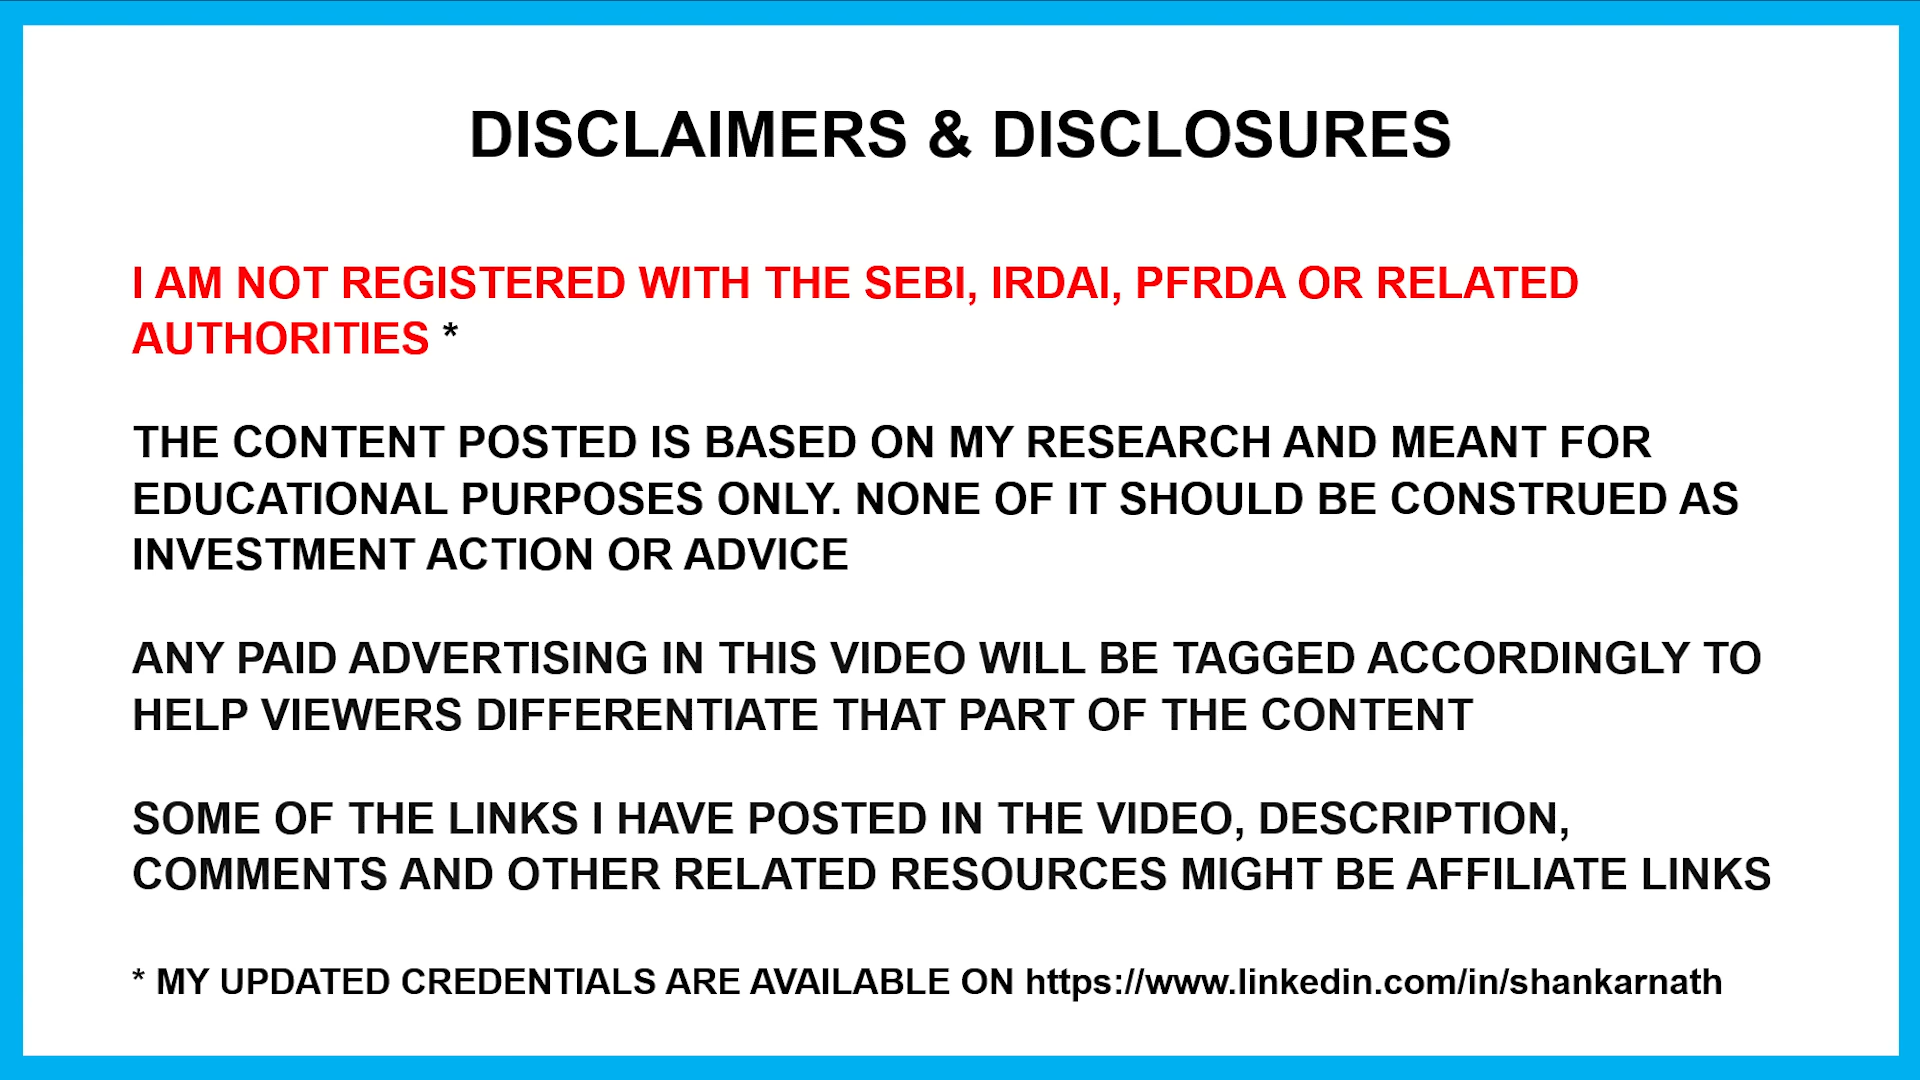 DISCLAIMERS & DISCLOSURES
I AM NOT REGISTERED WITH THE SEBI, IRDAI, PFRDA OR RELATED
AUTHORITIES *
THE CONTENT POSTED IS BASED ON MY RESEARCH AND MEANT FOR
EDUCATIONAL PURPOSES ONLY. NONE OF IT SHOULD BE CONSTRUED AS
INVESTMENT ACTION OR ADVICE
ANY PAID ADVERTISING IN THIS VIDEO WILL BE TAGGED ACCORDINGLY TO
HELP VIEWERS DIFFERENTIATE THAT PART OF THE CONTENT
SOME OF THE LINKS I HAVE POSTED IN THE VIDEO, DESCRIPTION,
COMMENTS AND OTHER RELATED RESOURCES MIGHT BE AFFILIATE LINKS
* MY UPDATED CREDENTIALS ARE AVAILABLE ON https://www.linkedin.com/in/shankarnath